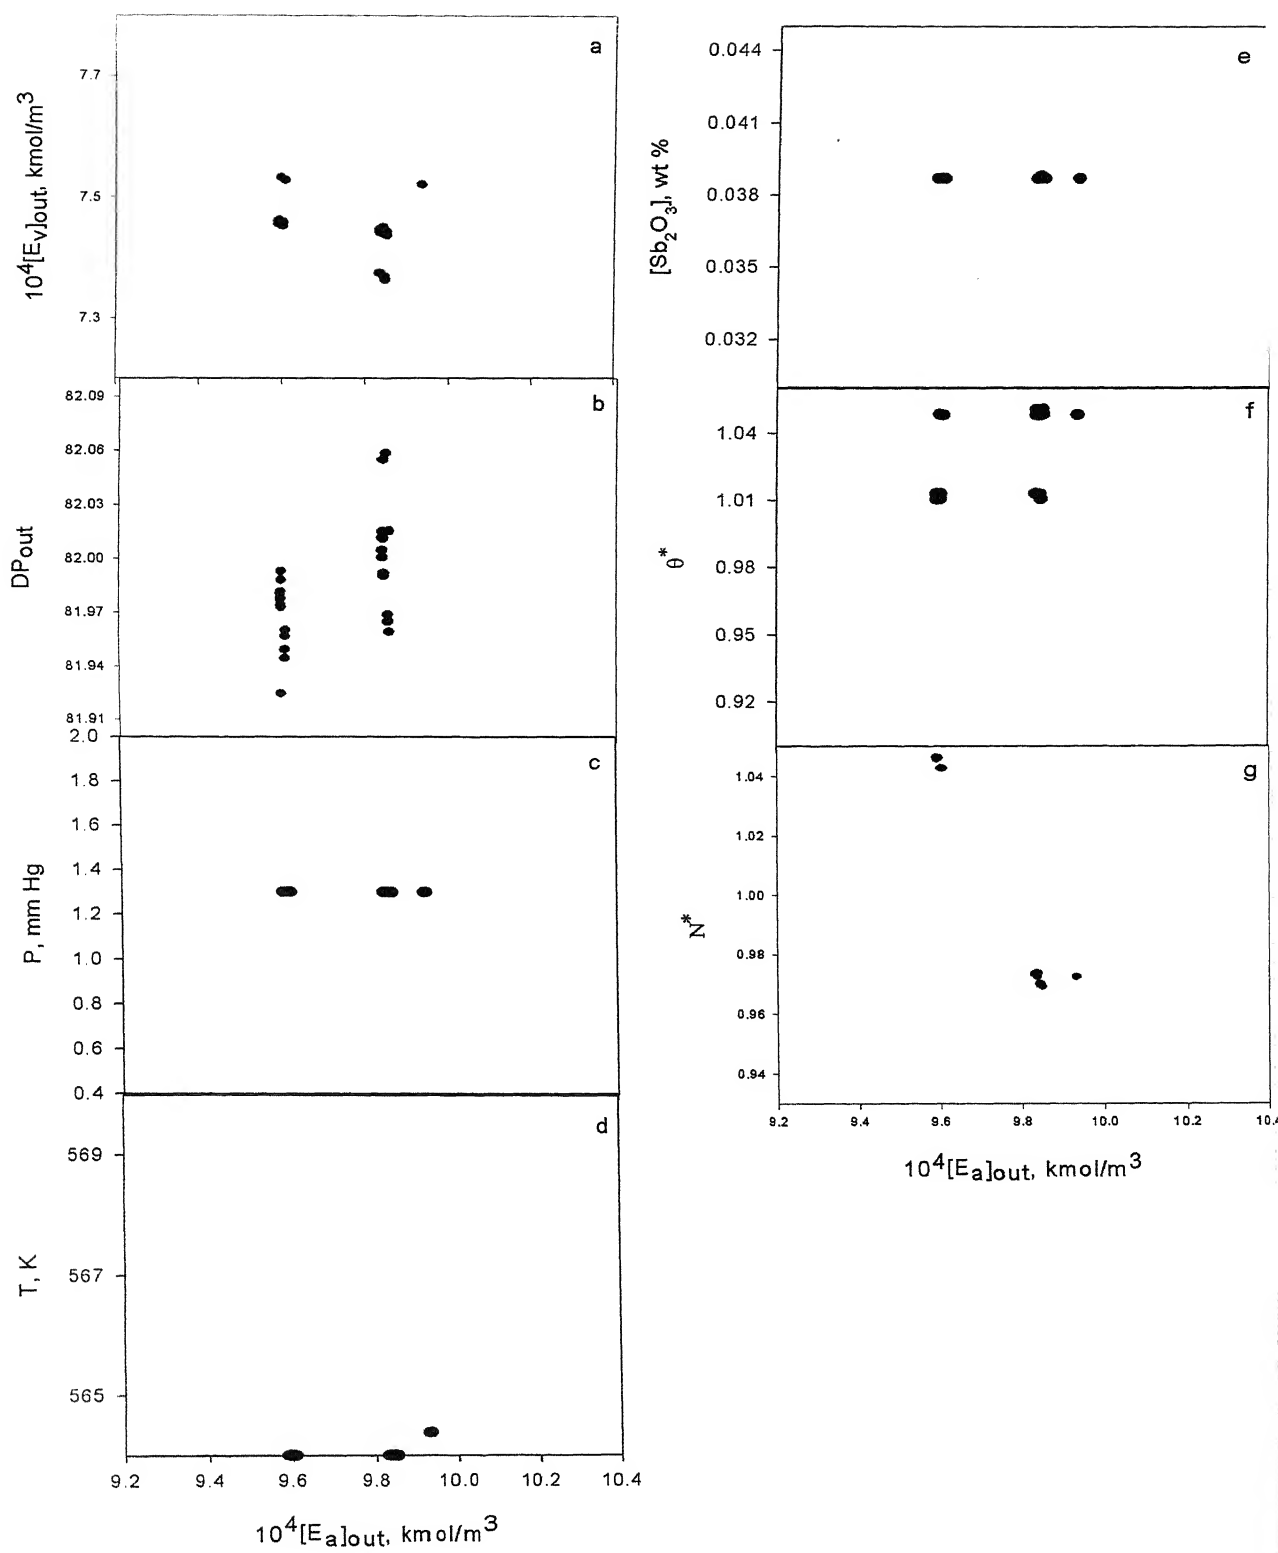 a
7.7
7.5
7.3
10⁴[Eᵥ]out, kmol/m³
b
82.09
82.06
82.03
82.00
81.97
81.94
81.91
DPout
c
2.0
1.8
1.6
1.4
1.2
1.0
0.8
0.6
0.4
P, mm Hg
d
569
567
565
T, K
9.2 9.4 9.6 9.8 10.0 10.2 10.4
10⁴[Eₐ]out, kmol/m³
e
0.044
0.041
0.038
0.035
0.032
[Sb₂O₃], wt %
f
1.04
1.01
0.98
0.95
0.92
θ*
g
1.04
1.02
1.00
0.98
0.96
0.94
N*
9.2 9.4 9.6 9.8 10.0 10.2 10.4
10⁴[Eₐ]out, kmol/m³